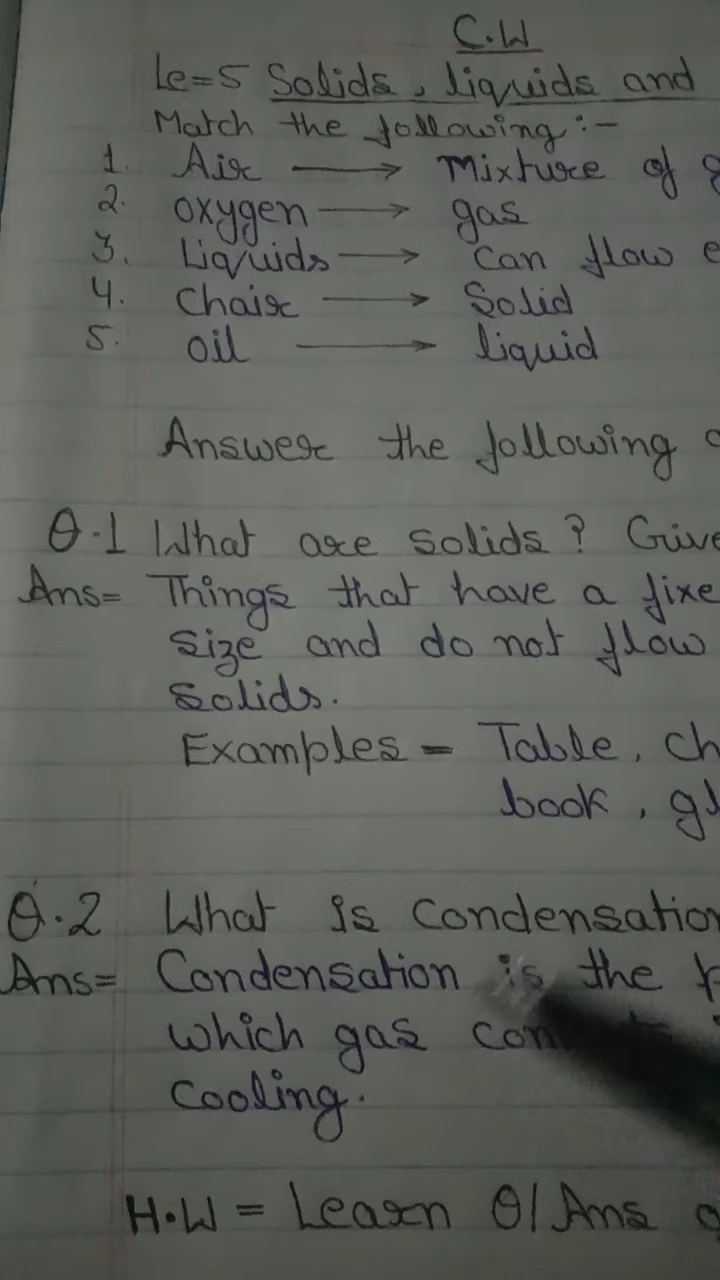 C.W
Le=5 Solids, liquids and
Match the following:-
1. Air → Mixture of
2. oxygen → gas
3. Liquids → can flow
4. Chair → Solid
5. oil → liquid
Answer the following
Q.1 What are solids? Give
Ans= Things that have a fixe
size and do not flow
solids.
Examples - Table, ch
book, gl
Q.2 What is condensation
Ans= Condensation is the
which gas
cooling.
H.W = Learn Q/Ans